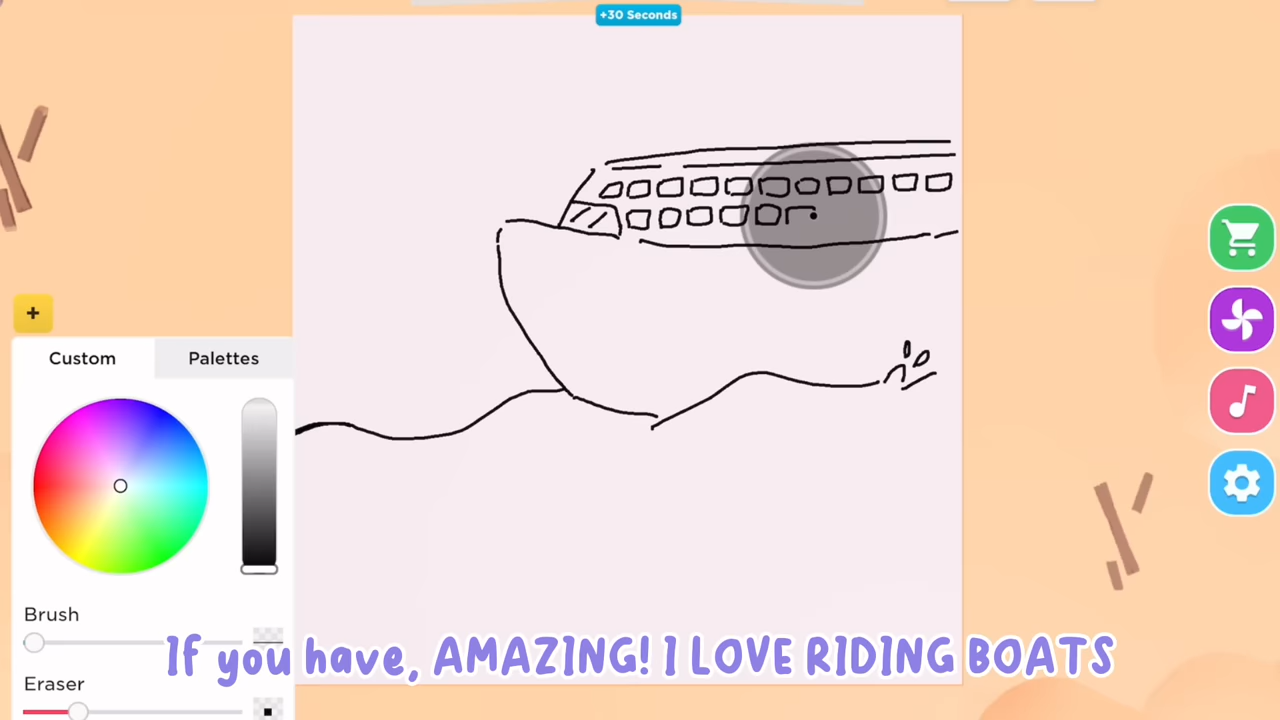 +30 Seconds
+
Custom
Palettes
Brush
If you have, AMAZING! I LOVE RIDING BOATS
Eraser